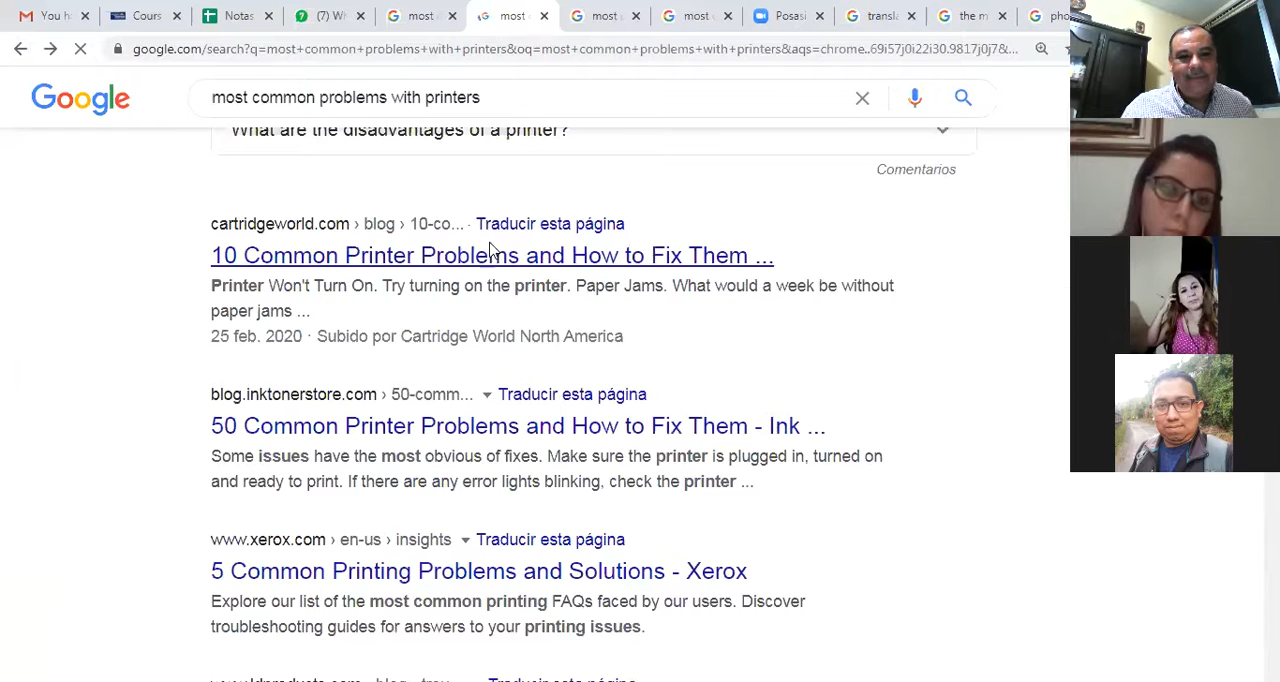 You h
Cours
Notas
(7) Wh
most
most
most
most
Posasi
transla
the m
pho
google.com/search?q=most+common+problems+with+printers&oq=most+common+problems+with+printers&aqs=chrome..69i57j0i22i30.9817j0j7&...
Google
most common problems with printers
What are the disadvantages of a printer?
Comentarios
cartridgeworld.com › blog › 10-co... · Traducir esta página
10 Common Printer Problems and How to Fix Them ...
Printer Won't Turn On. Try turning on the printer. Paper Jams. What would a week be without
paper jams ...
25 feb. 2020 · Subido por Cartridge World North America
blog.inktonerstore.com › 50-comm... Traducir esta página
50 Common Printer Problems and How to Fix Them - Ink ...
Some issues have the most obvious of fixes. Make sure the printer is plugged in, turned on
and ready to print. If there are any error lights blinking, check the printer ...
www.xerox.com › en-us › insights Traducir esta página
5 Common Printing Problems and Solutions - Xerox
Explore our list of the most common printing FAQs faced by our users. Discover
troubleshooting guides for answers to your printing issues.